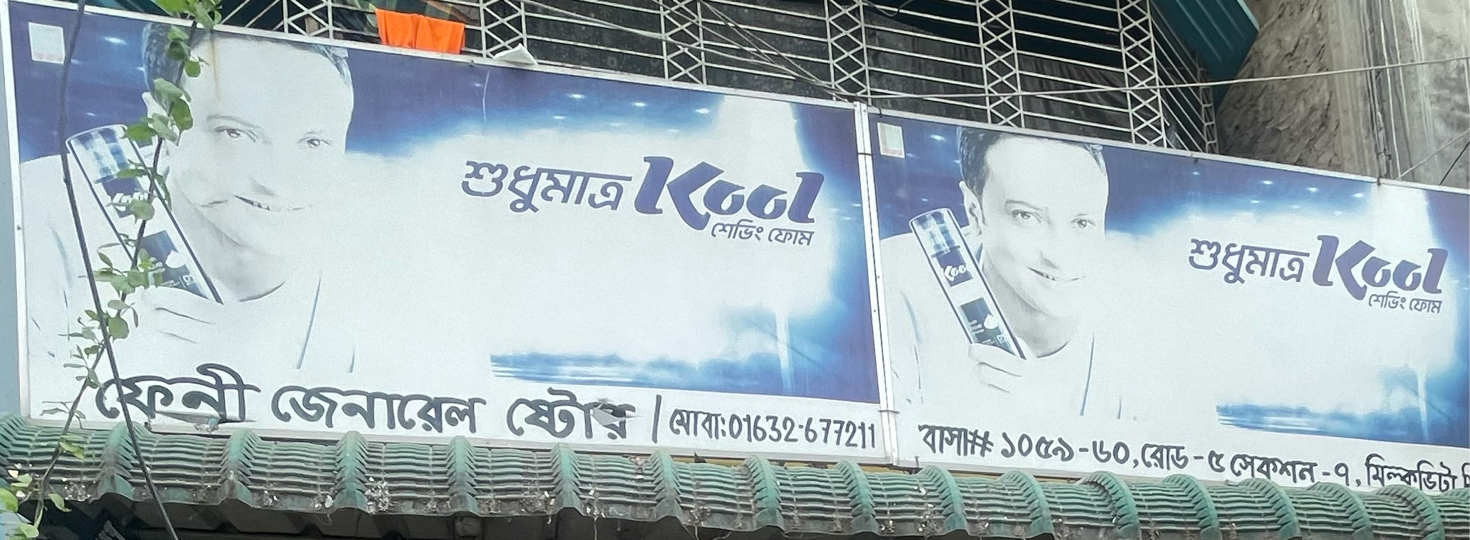 শুধুমাত্র Kool
শেভিং ফোম
ফেনী জেনারেল ষ্টোর | মোবা:01632-677211
শুধুমাত্র Kool
শেভিং ফোম
বাসা# ১০৫৯-৬০, রোড-৫ সেকশন-৭, মিল্কভিটা